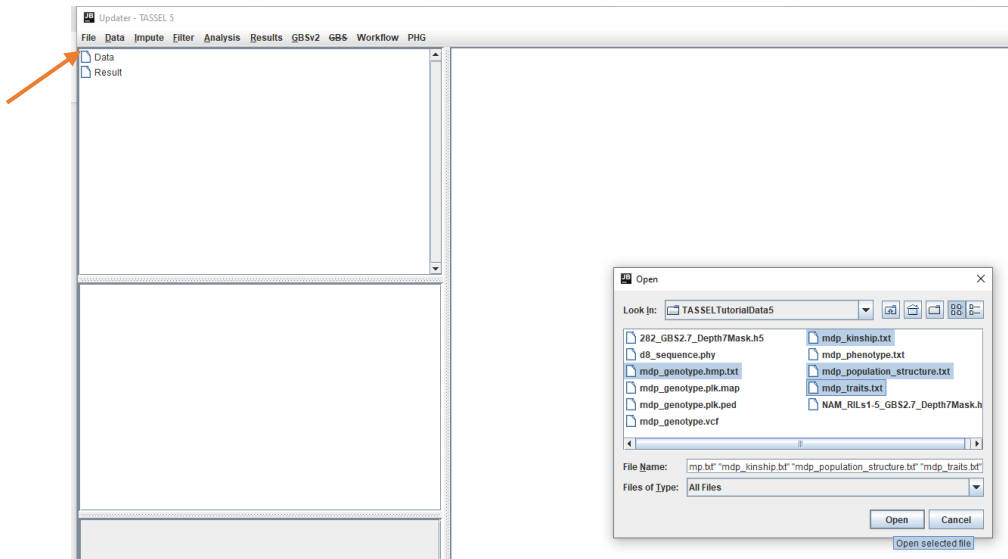 JB Updater - TASSEL 5
File Data Impute Filter Analysis Results GBSv2 GBS Workflow PHG
Data
Result
JB Open
Look In: TASSELTutorialData5
282_GBS2.7_Depth7Mask.h5
d8_sequence.phy
mdp_genotype.hmp.txt
mdp_genotype.plk.map
mdp_genotype.plk.ped
mdp_genotype.vcf
mdp_kinship.txt
mdp_phenotype.txt
mdp_population_structure.txt
mdp_traits.txt
NAM_RILs1-5_GBS2.7_Depth7Mask.h
File Name: mp.txt" "mdp_kinship.txt" "mdp_population_structure.txt" "mdp_traits.txt"
Files of Type: All Files
Open Cancel
Open selected file